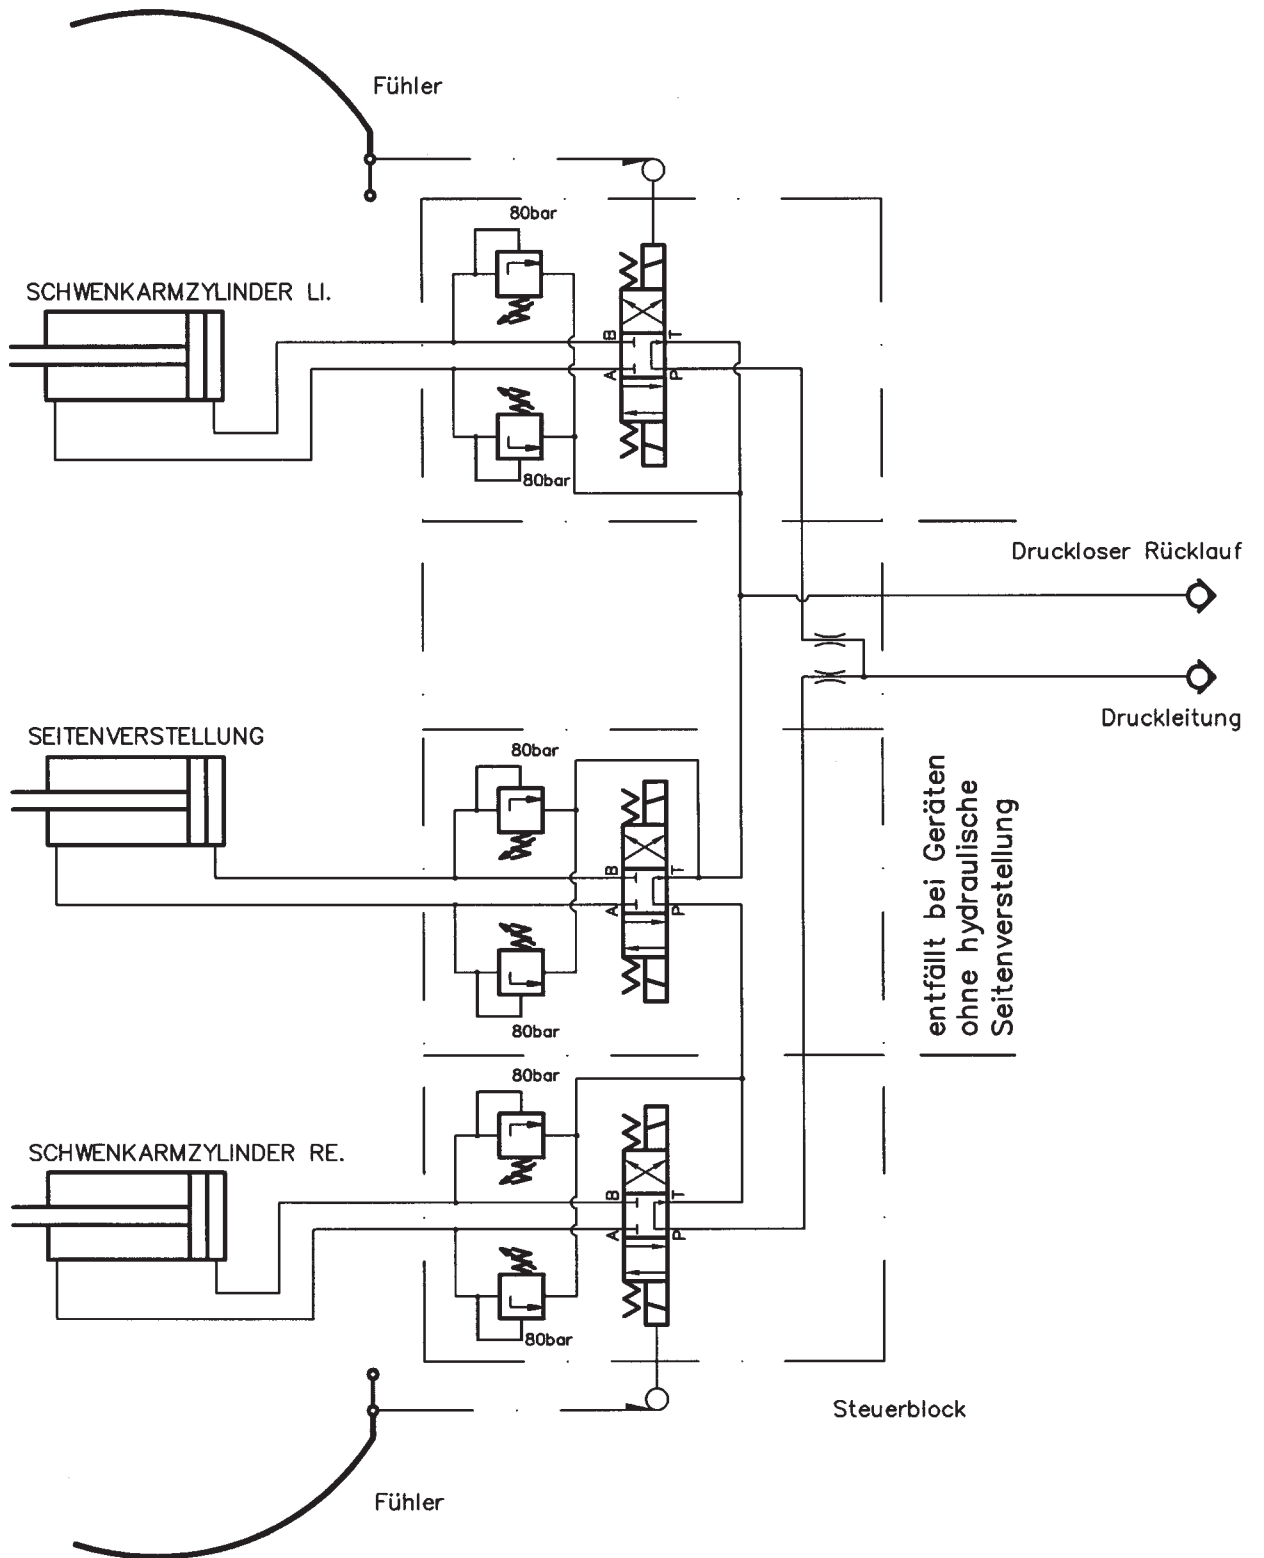 Fühler
80bar
SCHWENKARMZYLINDER LI.
B
T
A
P
80bar
Druckloser Rücklauf
Druckleitung
SEITENVERSTELLUNG
80bar
entfällt bei Geräten
ohne hydraulische
Seitenverstellung
B
T
A
P
80bar
80bar
SCHWENKARMZYLINDER RE.
B
T
A
P
80bar
Steuerblock
Fühler